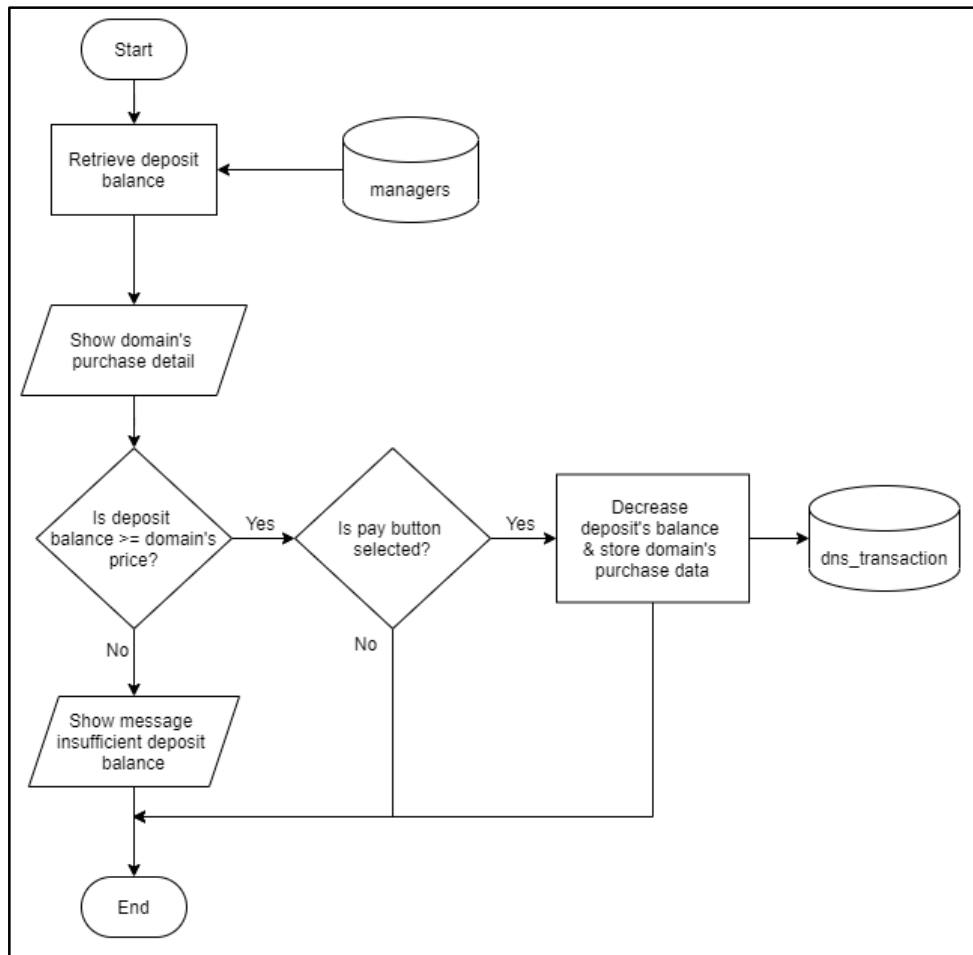 Start
Retrieve deposit
balance
managers
Show domain's
purchase detail
Is deposit
balance >= domain's
price?
Yes
Is pay button
selected?
Yes
Decrease
deposit's balance
& store domain's
purchase data
dns_transaction
No
No
Show message
insufficient deposit
balance
End